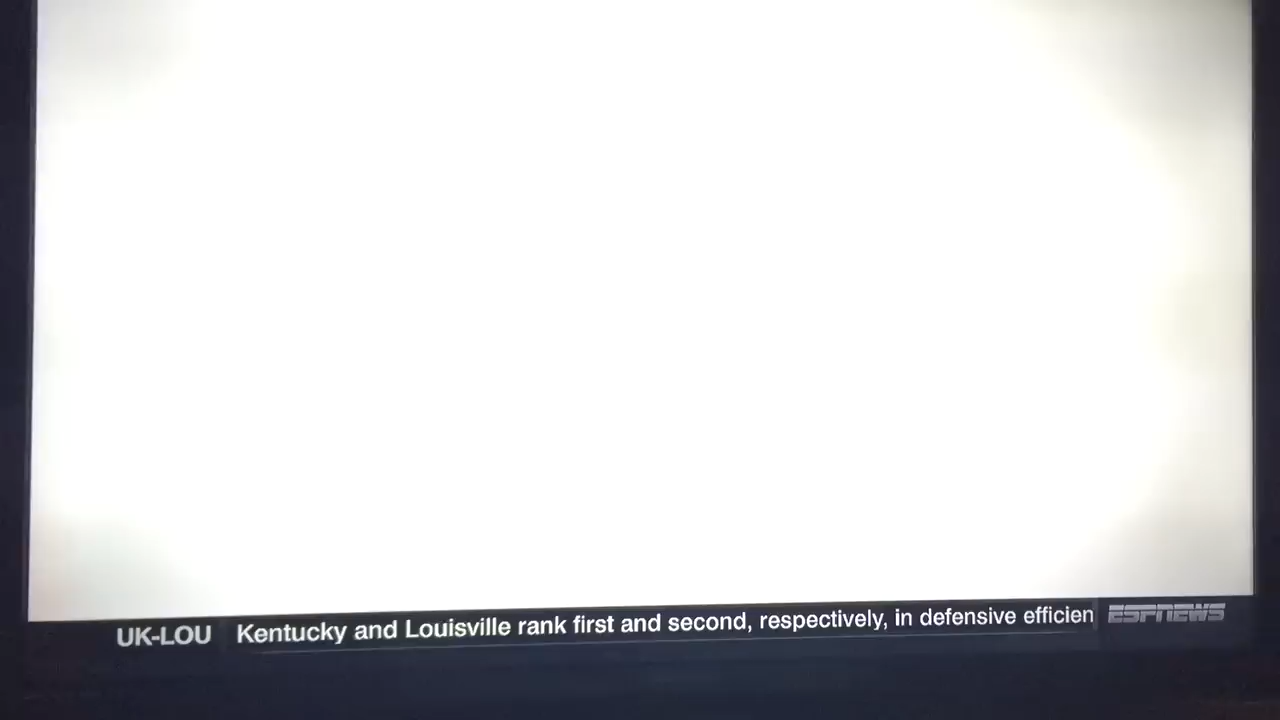 UK-LOU Kentucky and Louisville rank first and second, respectively, in defensive efficien ESPNEWS